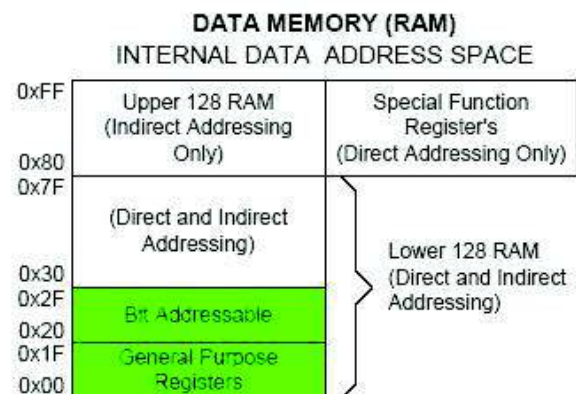 DATA MEMORY (RAM)
INTERNAL DATA ADDRESS SPACE
0xFF
Upper 128 RAM
(Indirect Addressing
Only)
Special Function
Register's
(Direct Addressing Only)
0x80
0x7F
(Direct and Indirect
Addressing)
Lower 128 RAM
(Direct and Indirect
Addressing)
0x30
0x2F
Bit Addressable
0x20
0x1F
General Purpose
Registers
0x00